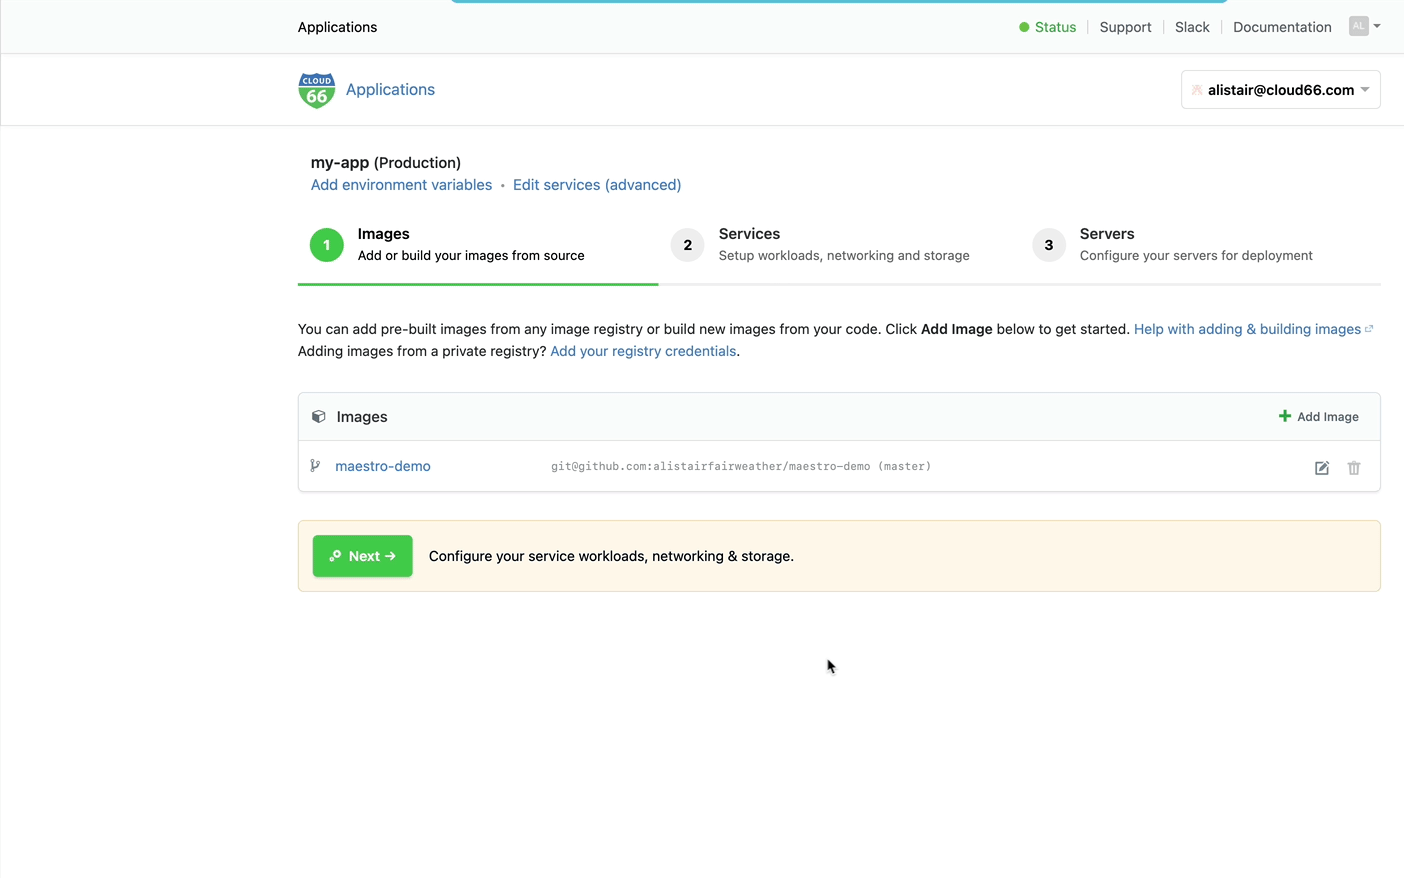 Applications
Status
Support
Slack
Documentation
AL
CLOUD
66
Applications
alistair@cloud66.com
my-app (Production)
Add environment variables • Edit services (advanced)
1
Images
Add or build your images from source
2
Services
Setup workloads, networking and storage
3
Servers
Configure your servers for deployment
You can add pre-built images from any image registry or build new images from your code. Click Add Image below to get started. Help with adding & building images
Adding images from a private registry? Add your registry credentials.
Images
Add Image
maestro-demo
git@github.com:alistairfairweather/maestro-demo (master)
Next →
Configure your service workloads, networking & storage.